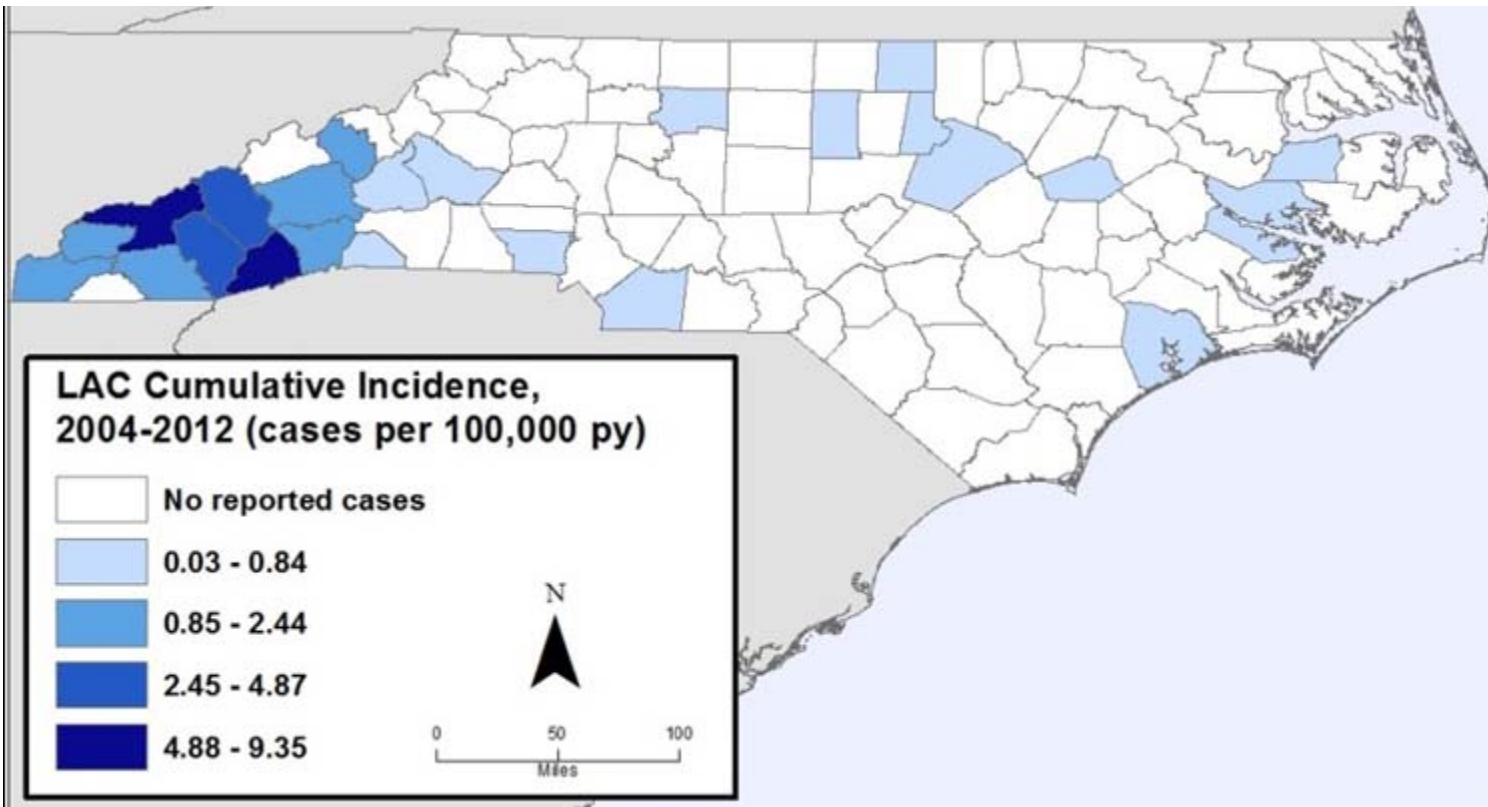 LAC Cumulative Incidence,
2004-2012 (cases per 100,000 py)
No reported cases
0.03 - 0.84
0.85 - 2.44
2.45 - 4.87
4.88 - 9.35
N
0 50 100
Miles